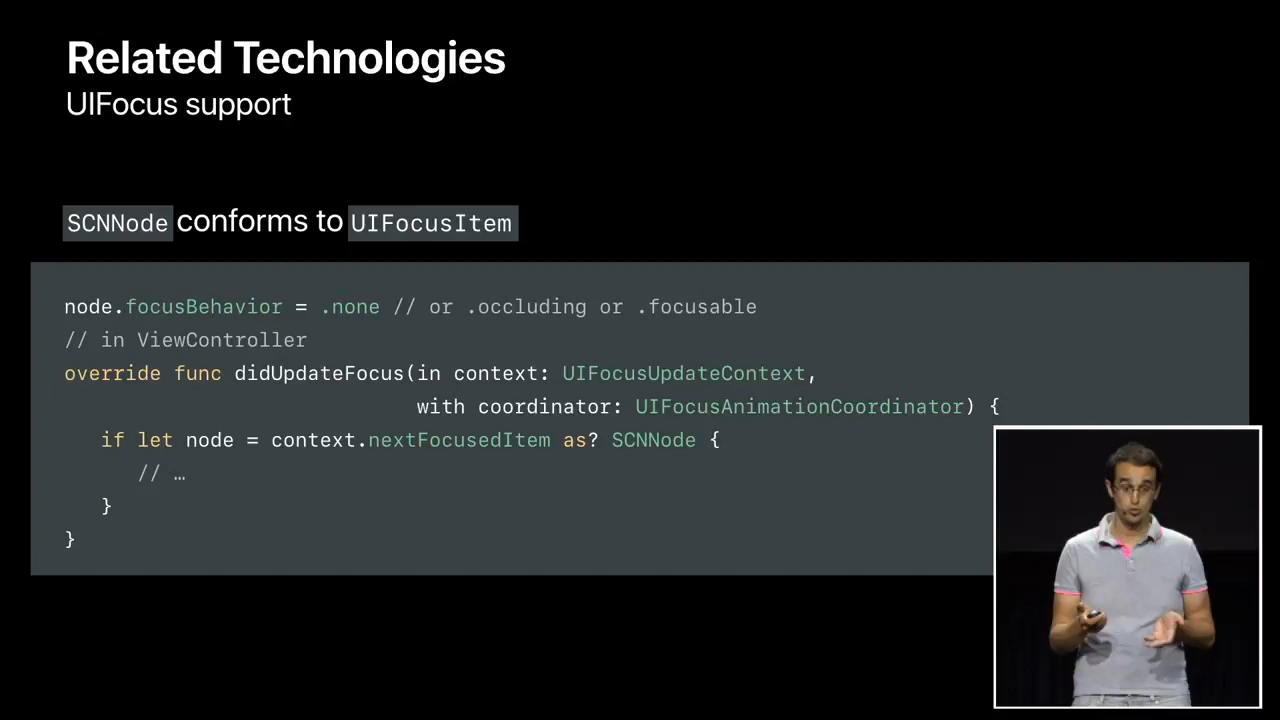 Related Technologies
UIFocus support
SCNNode conforms to UIFocusItem
node.focusBehavior = .none // or .occluding or .focusable
// in ViewController
override func didUpdateFocus(in context: UIFocusUpdateContext,
with coordinator: UIFocusAnimationCoordinator) {
if let node = context.nextFocusedItem as? SCNNode {
// …
}
}